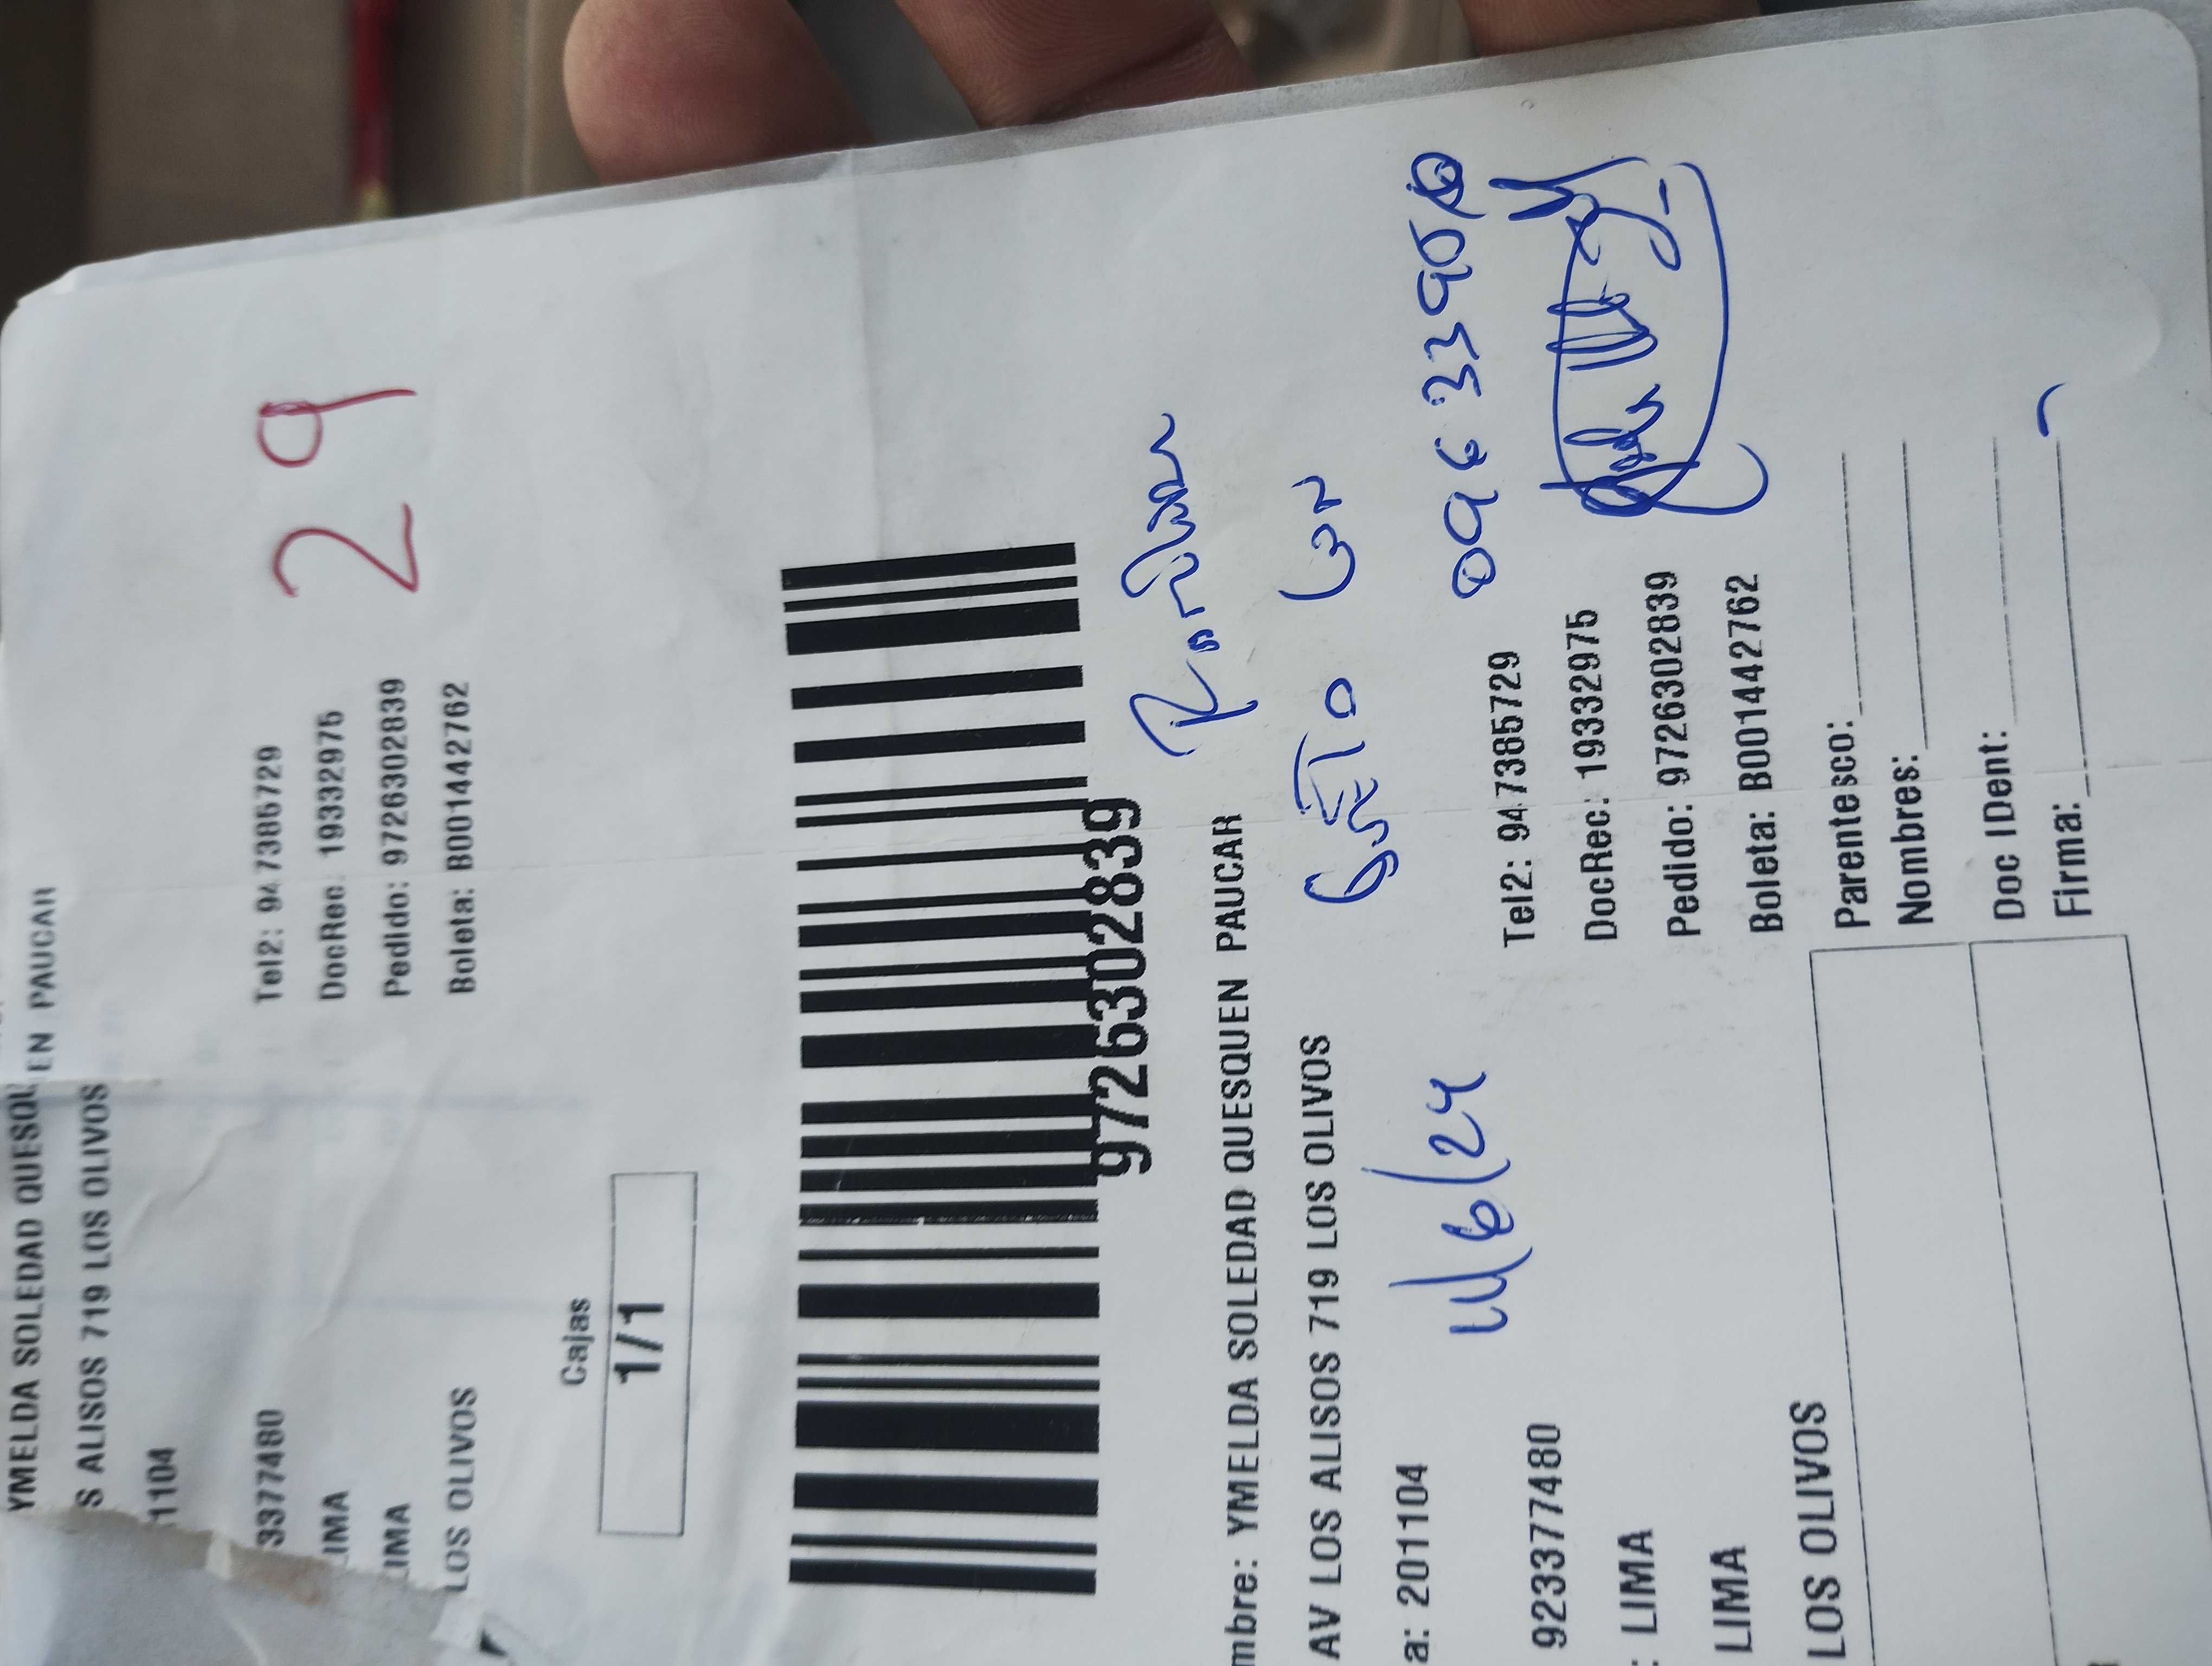 YMELDA SOLEDAD QUESQUEN PAUCAR
S ALISOS 719 LOS OLIVOS
1104
3377480 Tel2: 947385729
LIMA DocRec: 19332975
LIMA Pedido: 9726302839
LOS OLIVOS Boleta: B001442762
29
Cajas
1/1
9726302839
mbre: YMELDA SOLEDAD QUESQUEN PAUCAR
AV LOS ALISOS 719 LOS OLIVOS
a: 201104
923377480 Tel2: 947385729
: LIMA DocRec: 19332975
LIMA Pedido: 9726302839
LOS OLIVOS Boleta: B001442762
Parentesco:
Nombres:
Doc IDent:
Firma: